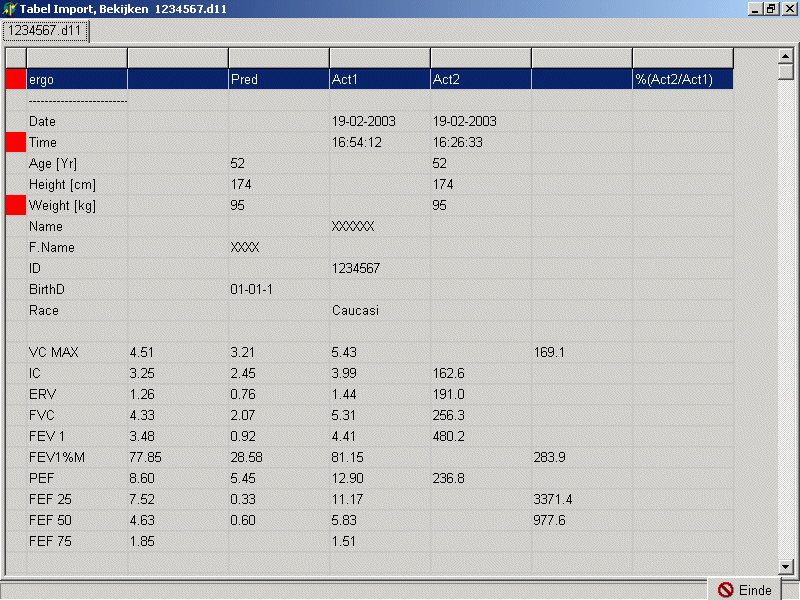 Tabel Import, Bekijken 1234567.d11
1234567.d11
ergo Pred Act1 Act2 %(Act2/Act1)
-------------------------
Date 19-02-2003 19-02-2003
Time 16:54:12 16:26:33
Age [Yr] 52 52
Height [cm] 174 174
Weight [kg] 95 95
Name XXXXXX
F.Name XXXX
ID 1234567
BirthD 01-01-1
Race Caucasi
VC MAX 4.51 3.21 5.43 169.1
IC 3.25 2.45 3.99 162.6
ERV 1.26 0.76 1.44 191.0
FVC 4.33 2.07 5.31 256.3
FEV 1 3.48 0.92 4.41 480.2
FEV1%M 77.85 28.58 81.15 283.9
PEF 8.60 5.45 12.90 236.8
FEF 25 7.52 0.33 11.17 3371.4
FEF 50 4.63 0.60 5.83 977.6
FEF 75 1.85 1.51
Einde